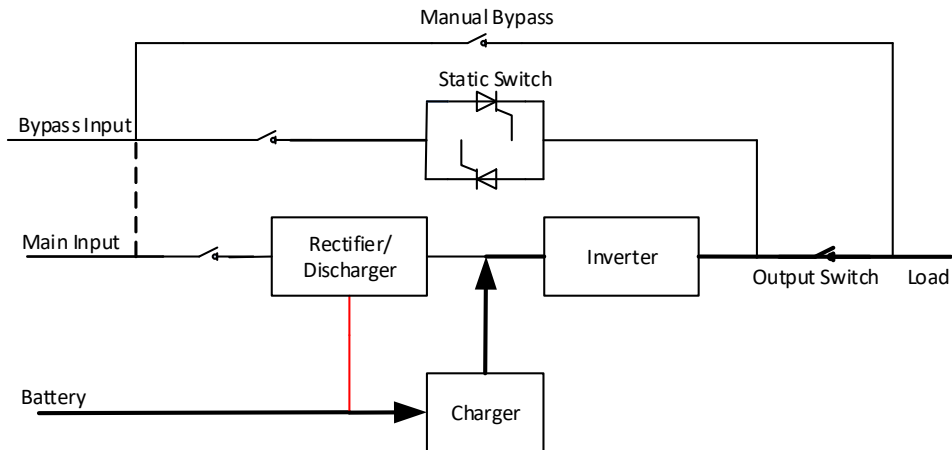 Manual Bypass
Static Switch
Bypass Input
Main Input
Rectifier/
Discharger
Inverter
Output Switch
Load
Battery
Charger